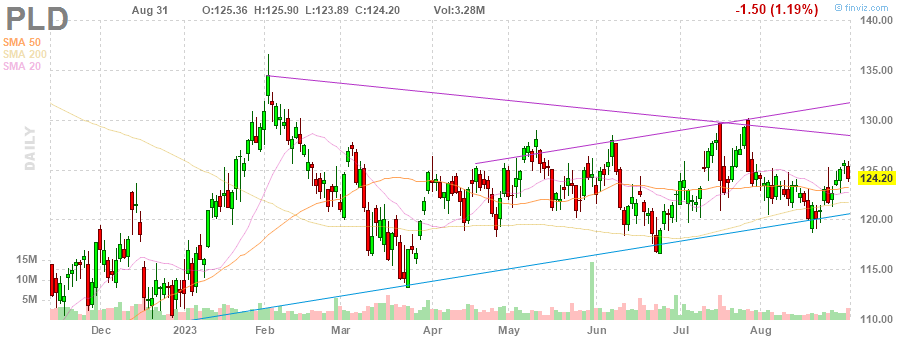 PLD Aug 31 O:125.36 H:125.90 L:123.89 C:124.20 Vol:3.28M -1.50 (1.19%) finviz.com
SMA 50
SMA 200
SMA 20
DAILY
140.00
135.00
130.00
125.00
124.20
120.00
115.00
110.00
15M
10M
5M
Dec 2023 Feb Mar Apr May Jun Jul Aug